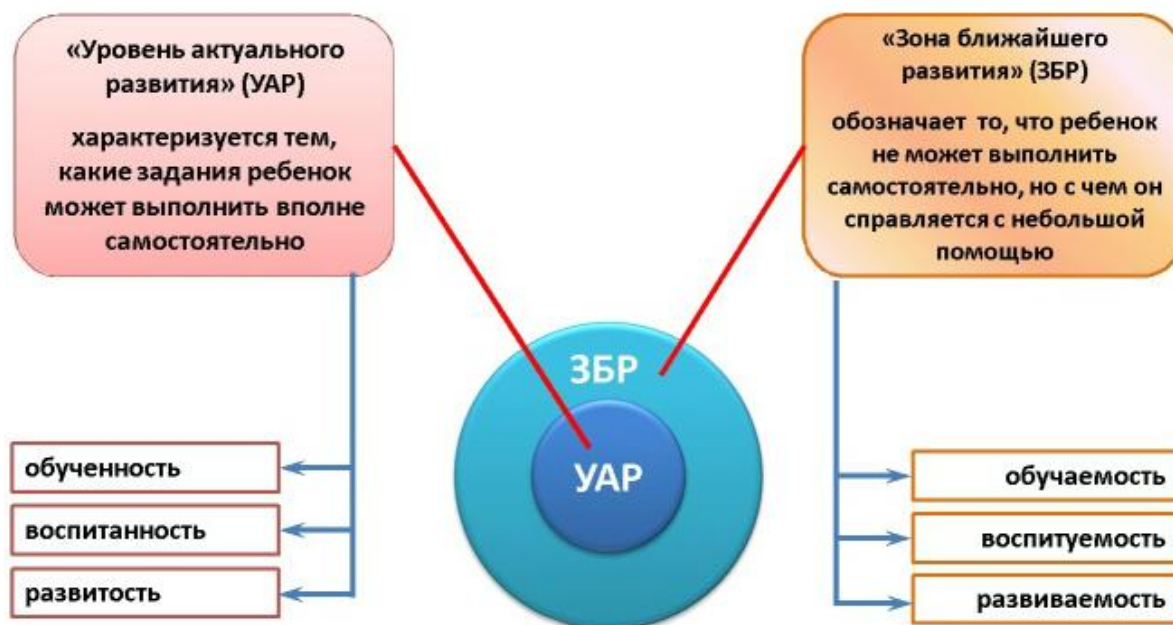 «Уровень актуального
развития» (УАР)
характеризуется тем,
какие задания ребенок
может выполнить вполне
самостоятельно
«Зона ближайшего
развития» (ЗБР)
обозначает то, что ребенок
не может выполнить
самостоятельно, но с чем он
справляется с небольшой
помощью
ЗБР
УАР
обученность
воспитанность
развитость
обучаемость
воспитуемость
развиваемость